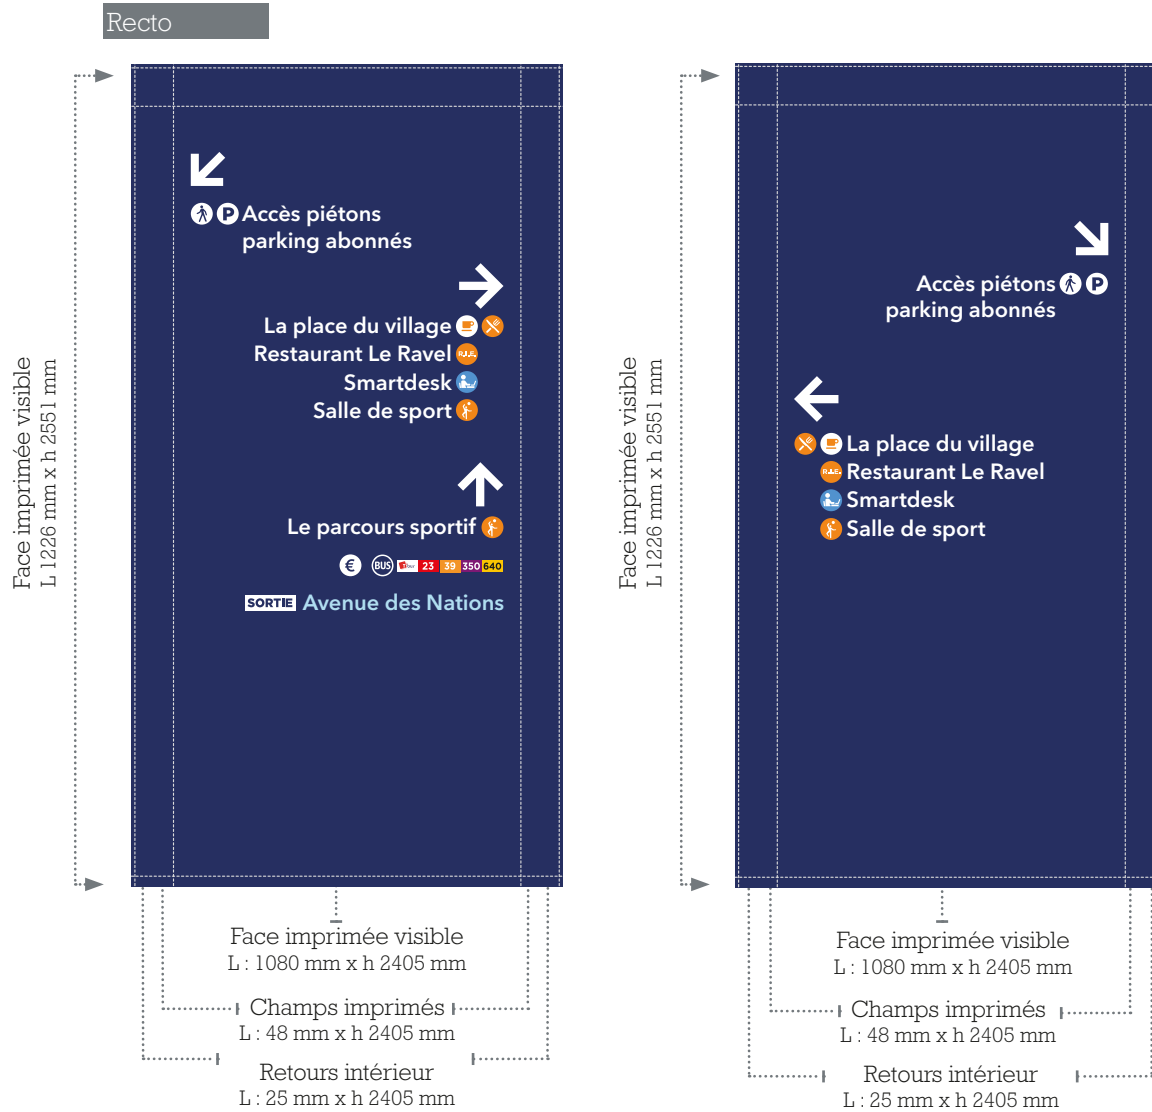 Recto
Face imprimée visible
L 1226 mm x h 2551 mm
P Accès piétons
parking abonnés
La place du village
Restaurant Le Ravel R.I.E.
Smartdesk
Salle de sport
Le parcours sportif
€ BUS 23 39 350 640
SORTIE Avenue des Nations
Face imprimée visible
L : 1080 mm x h 2405 mm
Champs imprimés
L : 48 mm x h 2405 mm
Retours intérieur
L : 25 mm x h 2405 mm
Face imprimée visible
L 1226 mm x h 2551 mm
Accès piétons P
parking abonnés
La place du village
R.I.E. Restaurant Le Ravel
Smartdesk
Salle de sport
Face imprimée visible
L : 1080 mm x h 2405 mm
Champs imprimés
L : 48 mm x h 2405 mm
Retours intérieur
L : 25 mm x h 2405 mm